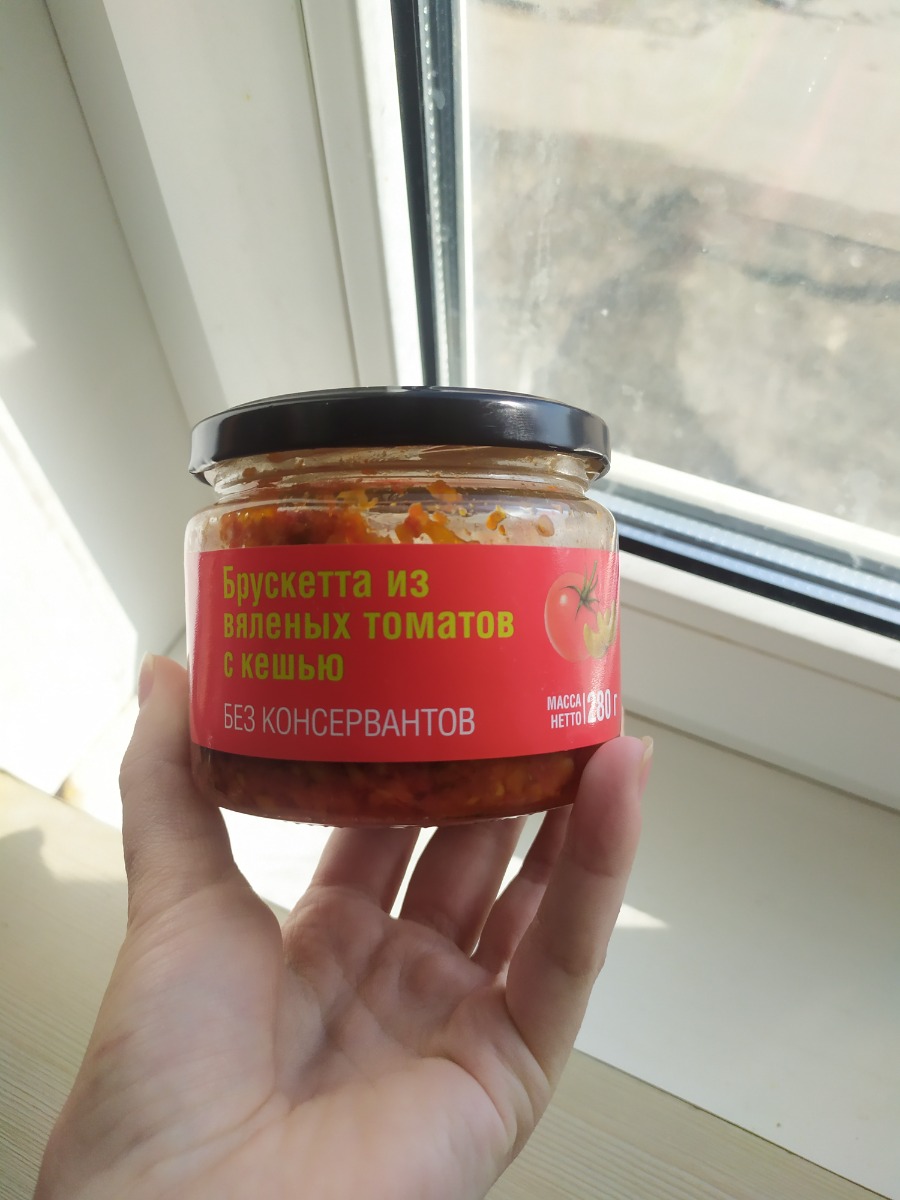 Брускетта из
вяленых томатов
с кешью
БЕЗ КОНСЕРВАНТОВ
МАССА
НЕТТО
280 г